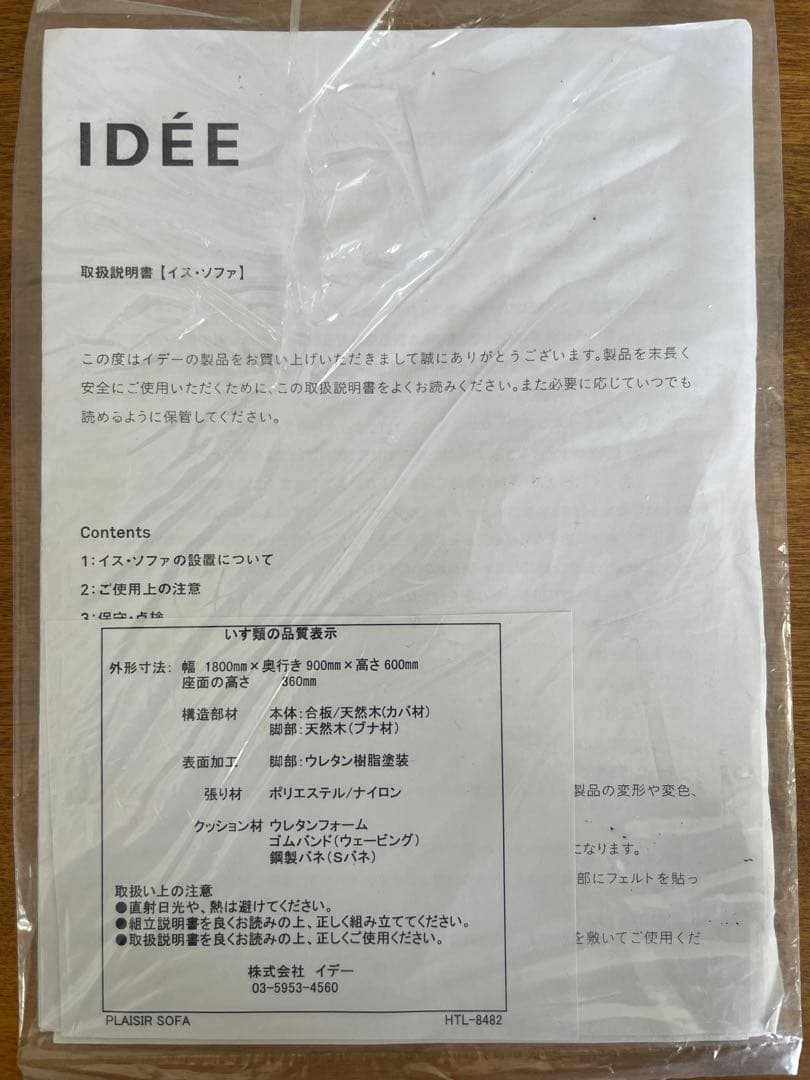 IDÉE
取扱説明書【イス・ソファ】
この度はイデーの製品をお買い上げいただきまして誠にありがとうございます。製品を末長く
安全にご使用いただくために、この取扱説明書をよくお読みください。また必要に応じていつでも
読めるように保管してください。
Contents
1:イス・ソファの設置について
2:ご使用上の注意
3:保守・点検
いす類の品質表示
外形寸法: 幅 1800mm×奥行き900mm×高さ600mm
座面の高さ 360mm
構造部材 本体:合板/天然木(カバ材)
脚部:天然木(ブナ材)
表面加工 脚部:ウレタン樹脂塗装
張り材 ポリエステル/ナイロン
クッション材 ウレタンフォーム
ゴムバンド(ウェービング)
鋼製バネ(Sバネ)
取扱い上の注意
●直射日光や、熱は避けてください。
●組立説明書を良くお読みの上、正しく組み立ててください。
●取扱説明書を良くお読みの上、正しくご使用ください。
株式会社 イデー
03-5953-4560
PLAISIR SOFA HTL-8482
製品の変形や変色、
になります。
部にフェルトを貼っ
を敷いてご使用くだ